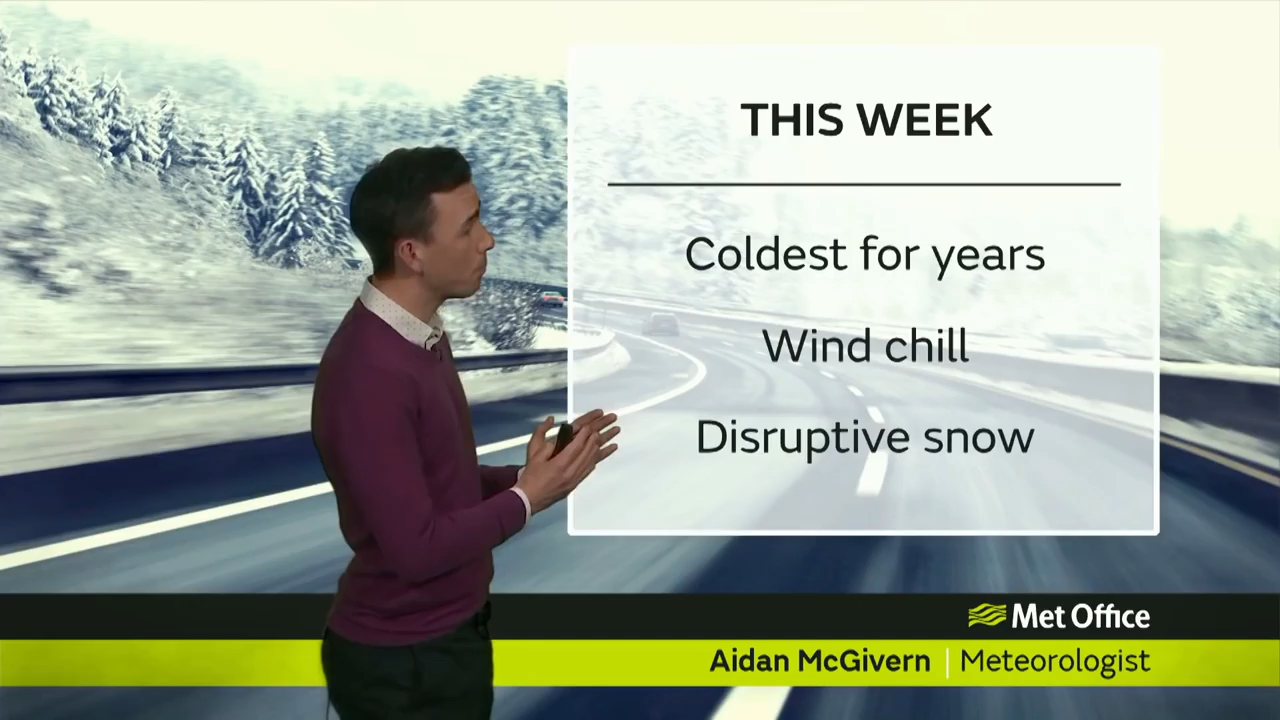 THIS WEEK
Coldest for years
Wind chill
Disruptive snow
Met Office
Aidan McGivern | Meteorologist